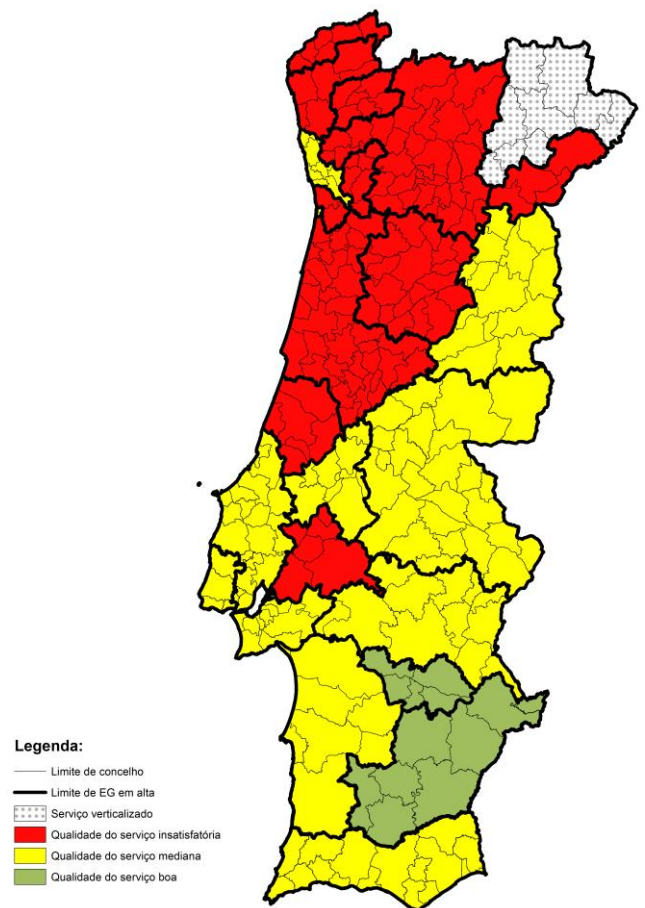 Legenda:
Limite de concelho
Limite de EG em alta
Serviço verticalizado
Qualidade do serviço insatisfatória
Qualidade do serviço mediana
Qualidade do serviço boa